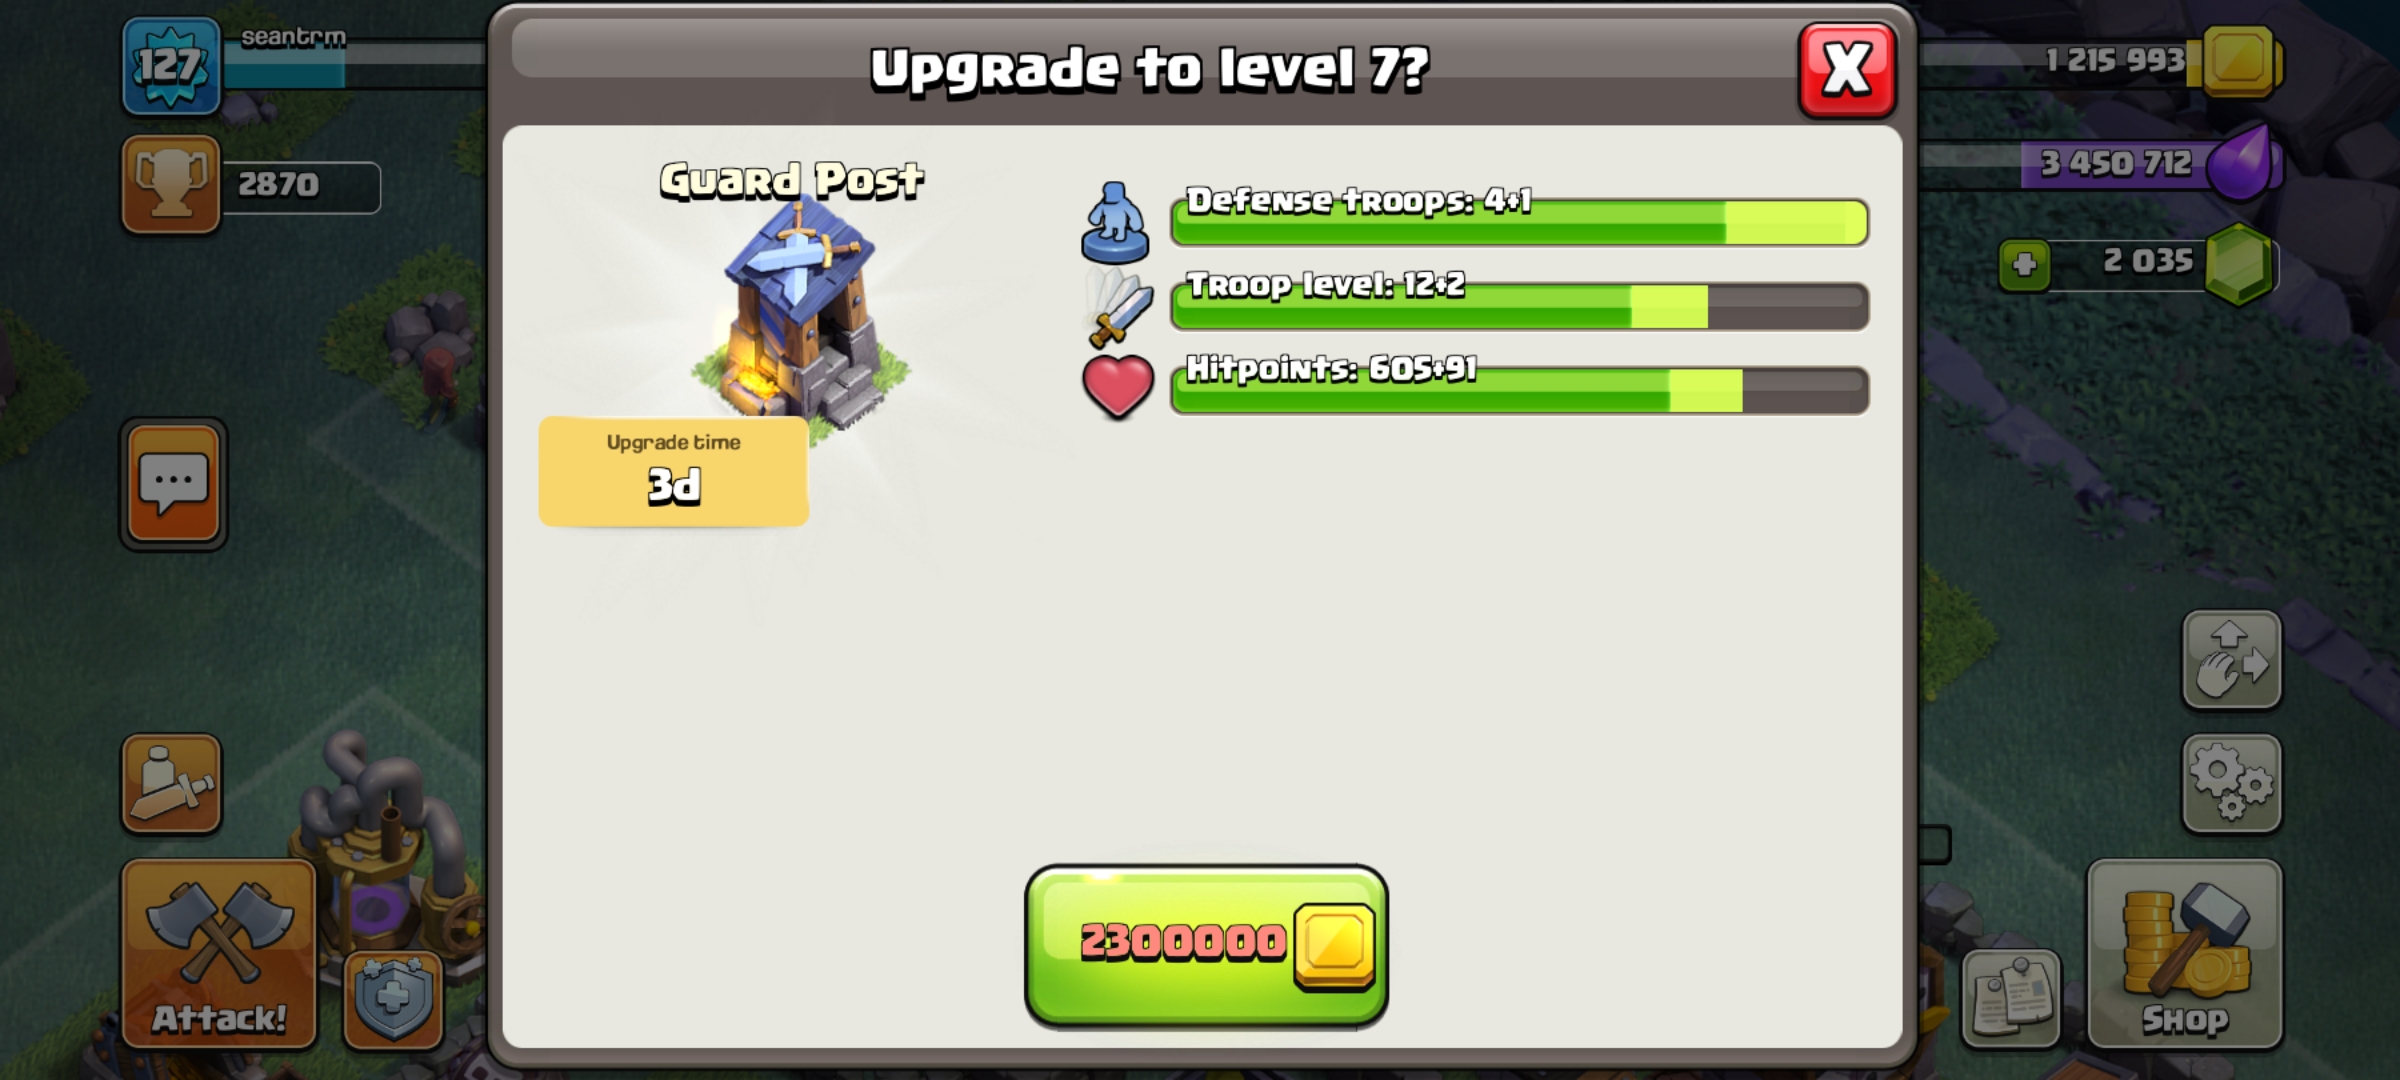 127
seantrm
2870
Upgrade to level 7?
X
1 215 993
3 450 712
2 035
Guard Post
Upgrade time
3d
Defense troops: 4+1
Troop level: 12+2
Hitpoints: 605+91
2300000
Attack!
Shop